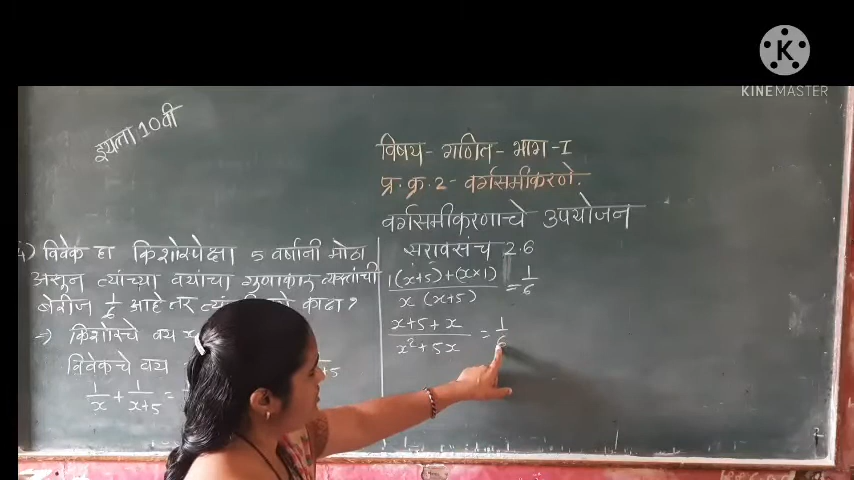 KINEMASTER
इयत्ता 10वी
विषय- गणित- भाग-I
प्र. क्र. 2- वर्गसमीकरणे.
वर्गसमीकरणाचे उपयोजन
सरावसंच 2.6
विवेक हा किशोरपेक्षा 5 वर्षांनी मोठा
असून त्यांच्या वयांचा गुणाकार व्यस्तांची
बेरीज 1/6 आहे तर काढा ?
→ किशोरचे वय x
विवेकचे वय
1/x + 1/(x+5) =
(1(x+5)+(x×1))/(x(x+5)) = 1/6
(x+5+x)/(x²+5x) = 1/6